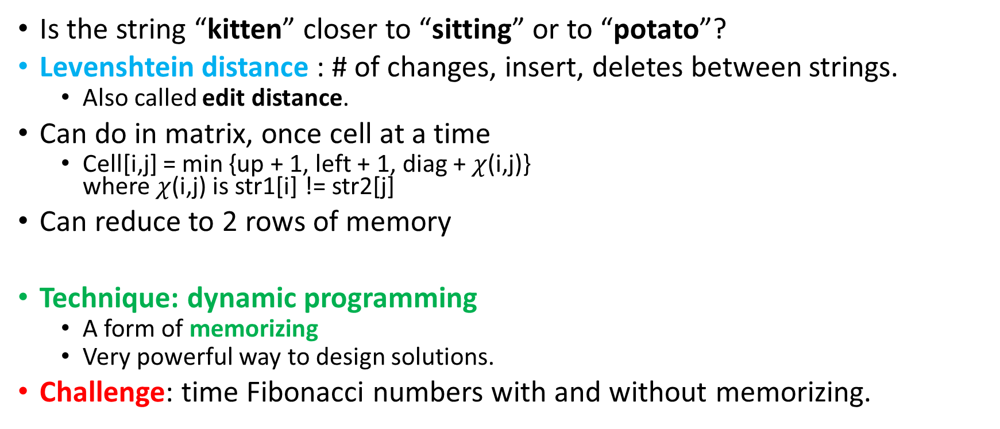 • Is the string “kitten” closer to “sitting” or to “potato”?
• Levenshtein distance : # of changes, insert, deletes between strings.
• Also called edit distance.
• Can do in matrix, once cell at a time
• Cell[i,j] = min {up + 1, left + 1, diag + 𝜒(i,j)}
where 𝜒(i,j) is str1[i] != str2[j]
• Can reduce to 2 rows of memory
• Technique: dynamic programming
• A form of memorizing
• Very powerful way to design solutions.
• Challenge: time Fibonacci numbers with and without memorizing.